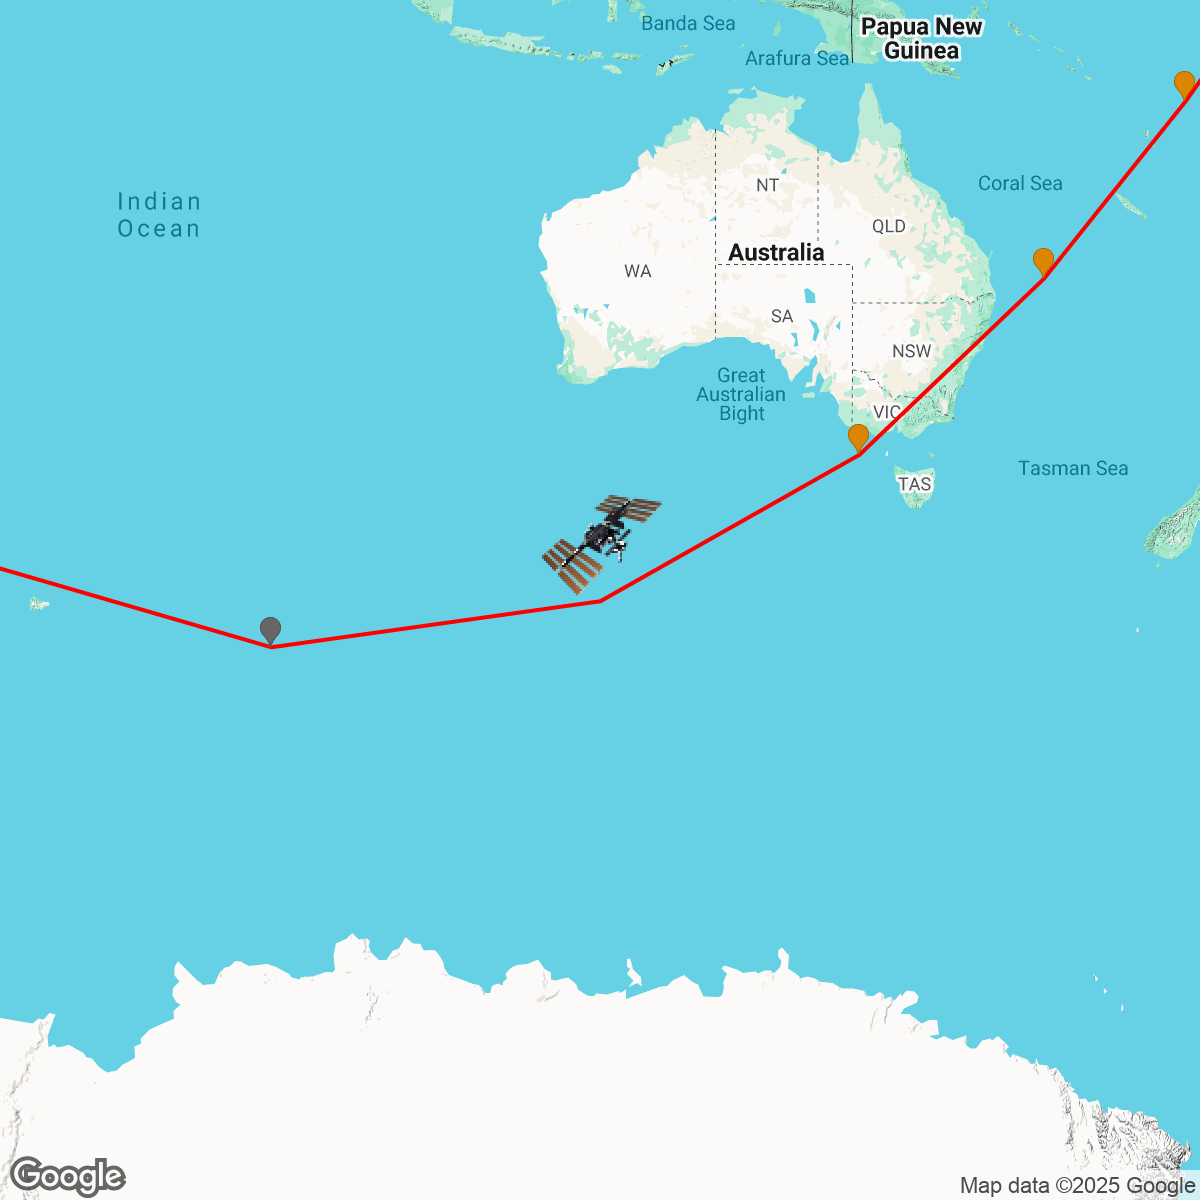 Banda Sea
Papua New
Guinea
Arafura Sea
Indian
Ocean
NT
Coral Sea
QLD
Australia
WA
SA
NSW
Great
Australian
Bight
VIC
Tasman Sea
TAS
Google
Map data ©2025 Google